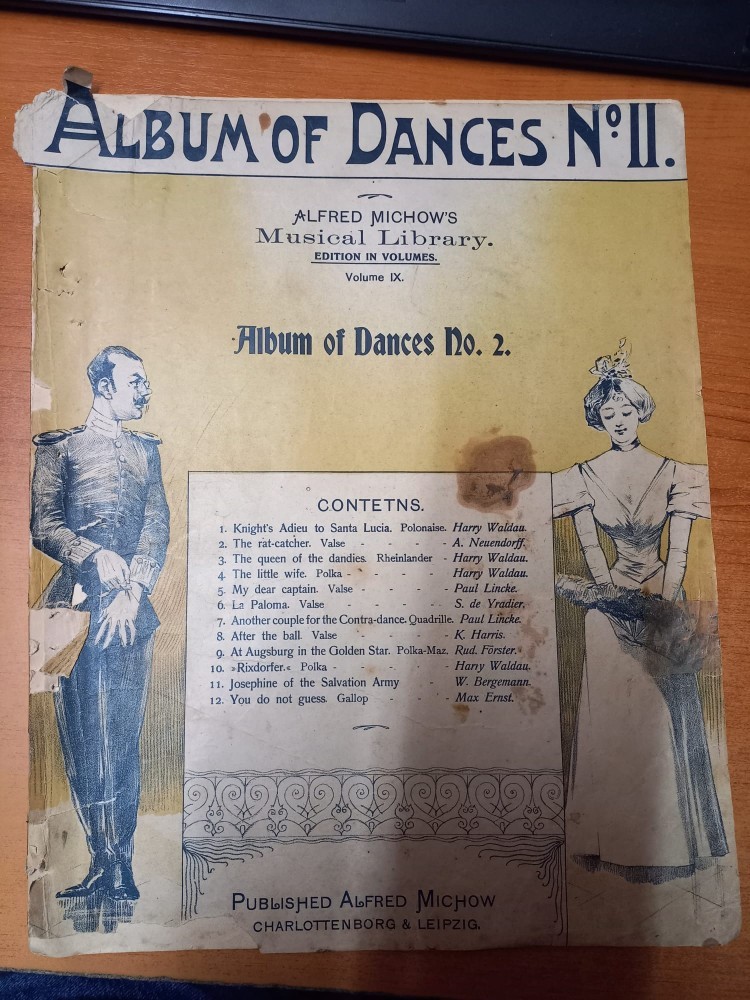 ALBUM OF DANCES No. II.
ALFRED MICHOW'S
Musical Library.
EDITION IN VOLUMES.
Volume IX.
Album of Dances No. 2.
CONTETNS.
1. Knight's Adieu to Santa Lucia. Polonaise. Harry Waldau.
2. The rat-catcher. Valse - - - - A. Neuendorff.
3. The queen of the dandies. Rheinlander - Harry Waldau.
4. The little wife. Polka - - - - Harry Waldau.
5. My dear captain. Valse - - - - Paul Lincke.
6. La Paloma. Valse - - - - S. de Yradier.
7. Another couple for the Contra-dance. Quadrille. Paul Lincke.
8. After the ball. Valse - - - - K. Harris.
9. At Augsburg in the Golden Star. Polka-Maz. Rud. Förster.
10. »Rixdorfer.« Polka - - - - - Harry Waldau.
11. Josephine of the Salvation Army - - W. Bergemann.
12. You do not guess. Gallop - - - Max Ernst.
PUBLISHED ALFRED MICHOW
CHARLOTTENBORG & LEIPZIG.